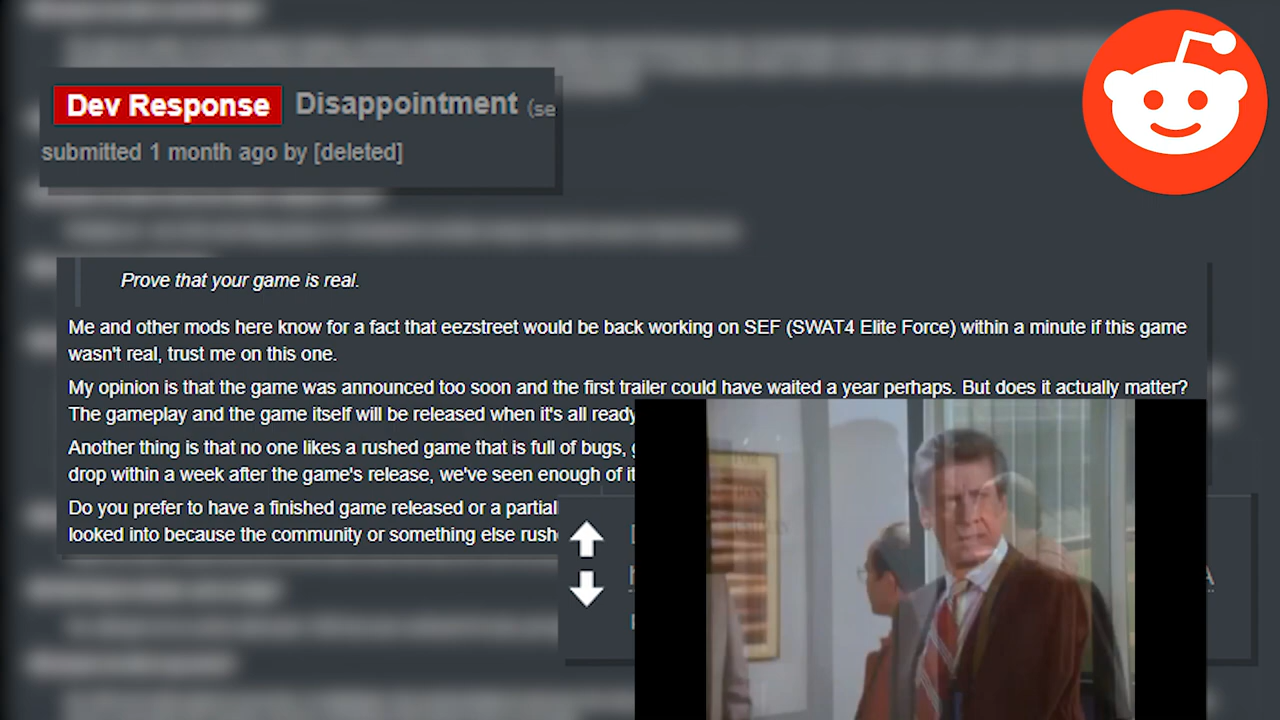 Dev Response Disappointment (se
submitted 1 month ago by [deleted]
Prove that your game is real.
Me and other mods here know for a fact that eezstreet would be back working on SEF (SWAT4 Elite Force) within a minute if this game
wasn't real, trust me on this one.
My opinion is that the game was announced too soon and the first trailer could have waited a year perhaps. But does it actually matter?
The gameplay and the game itself will be released when it's all ready
Another thing is that no one likes a rushed game that is full of bugs,
drop within a week after the game's release, we've seen enough of it
Do you prefer to have a finished game released or a partial
looked into because the community or something else rush